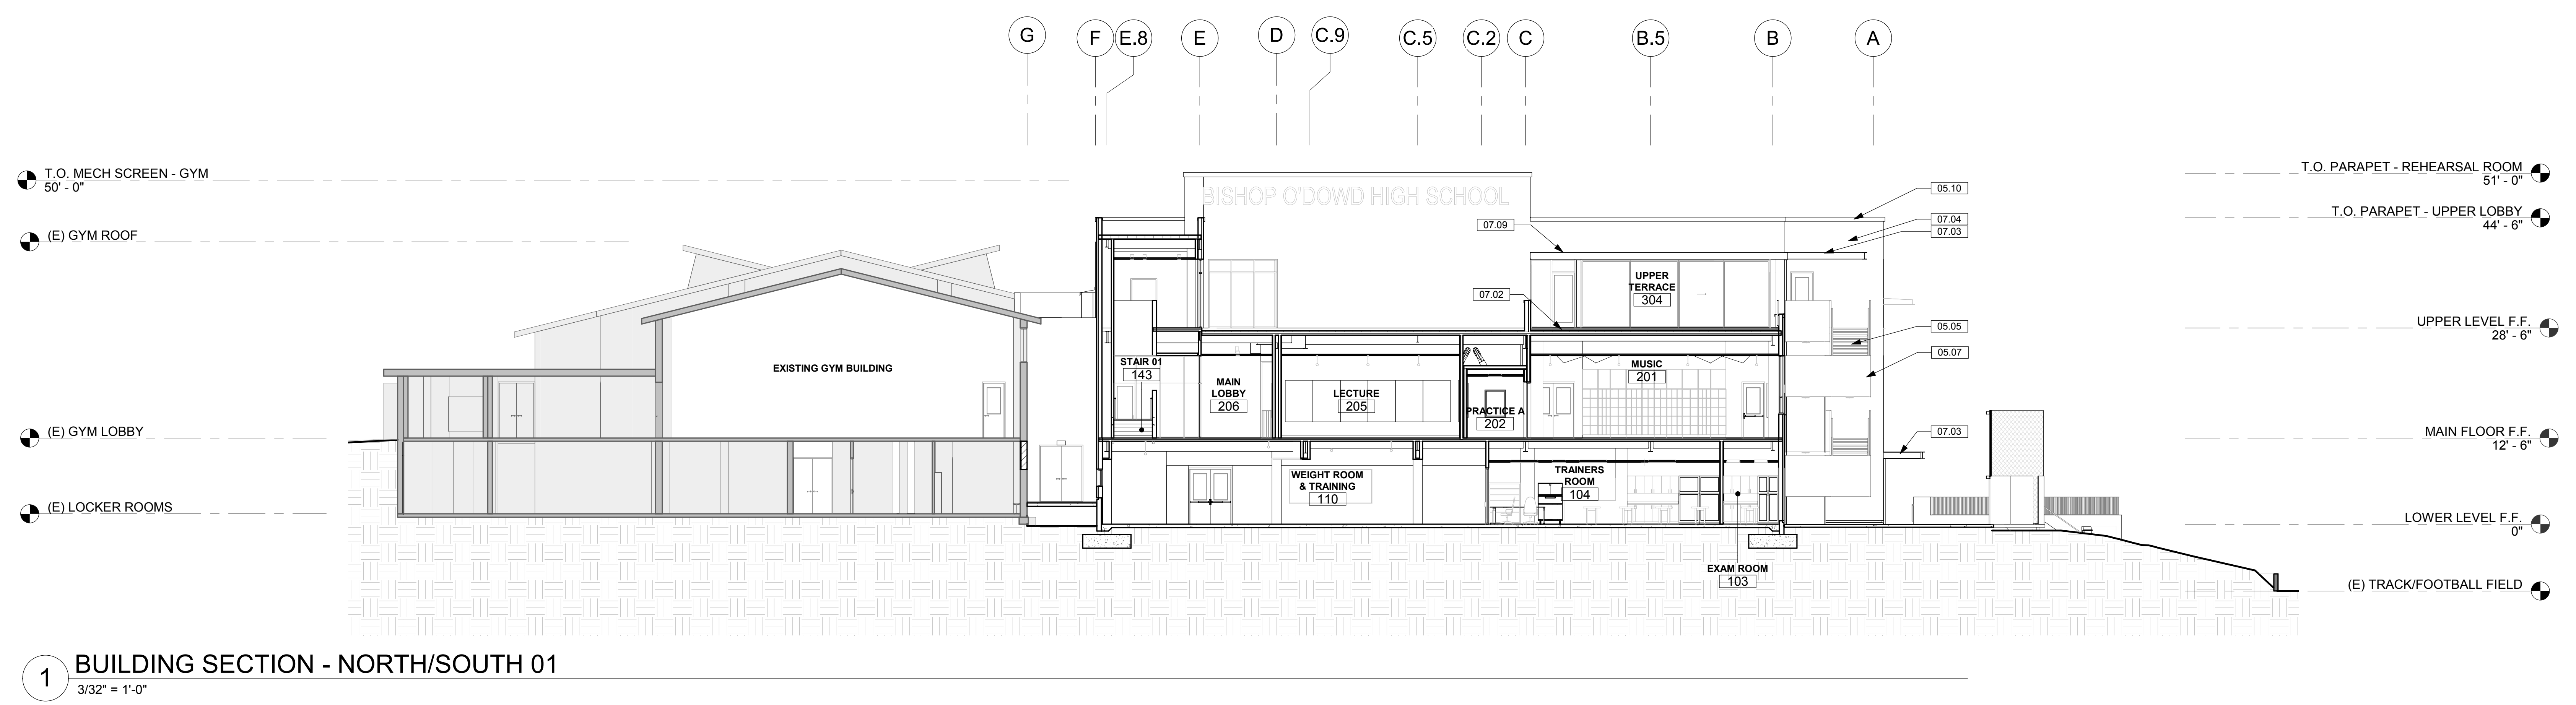 G F E.8 E D C.9 C.5 C.2 C B.5 B A
T.O. MECH SCREEN - GYM
50' - 0"
(E) GYM ROOF
(E) GYM LOBBY
(E) LOCKER ROOMS
T.O. PARAPET - REHEARSAL ROOM
51' - 0"
T.O. PARAPET - UPPER LOBBY
44' - 6"
UPPER LEVEL F.F.
28' - 6"
MAIN FLOOR F.F.
12' - 6"
LOWER LEVEL F.F.
0"
(E) TRACK/FOOTBALL FIELD
BISHOP O'DOWD HIGH SCHOOL
05.10
07.04
07.03
07.09
07.02
05.05
05.07
07.03
UPPER
TERRACE
304
EXISTING GYM BUILDING
STAIR 01
143
MAIN
LOBBY
206
LECTURE
205
PRACTICE A
202
MUSIC
201
WEIGHT ROOM
& TRAINING
110
TRAINERS
ROOM
104
EXAM ROOM
103
1
BUILDING SECTION - NORTH/SOUTH 01
3/32" = 1'-0"